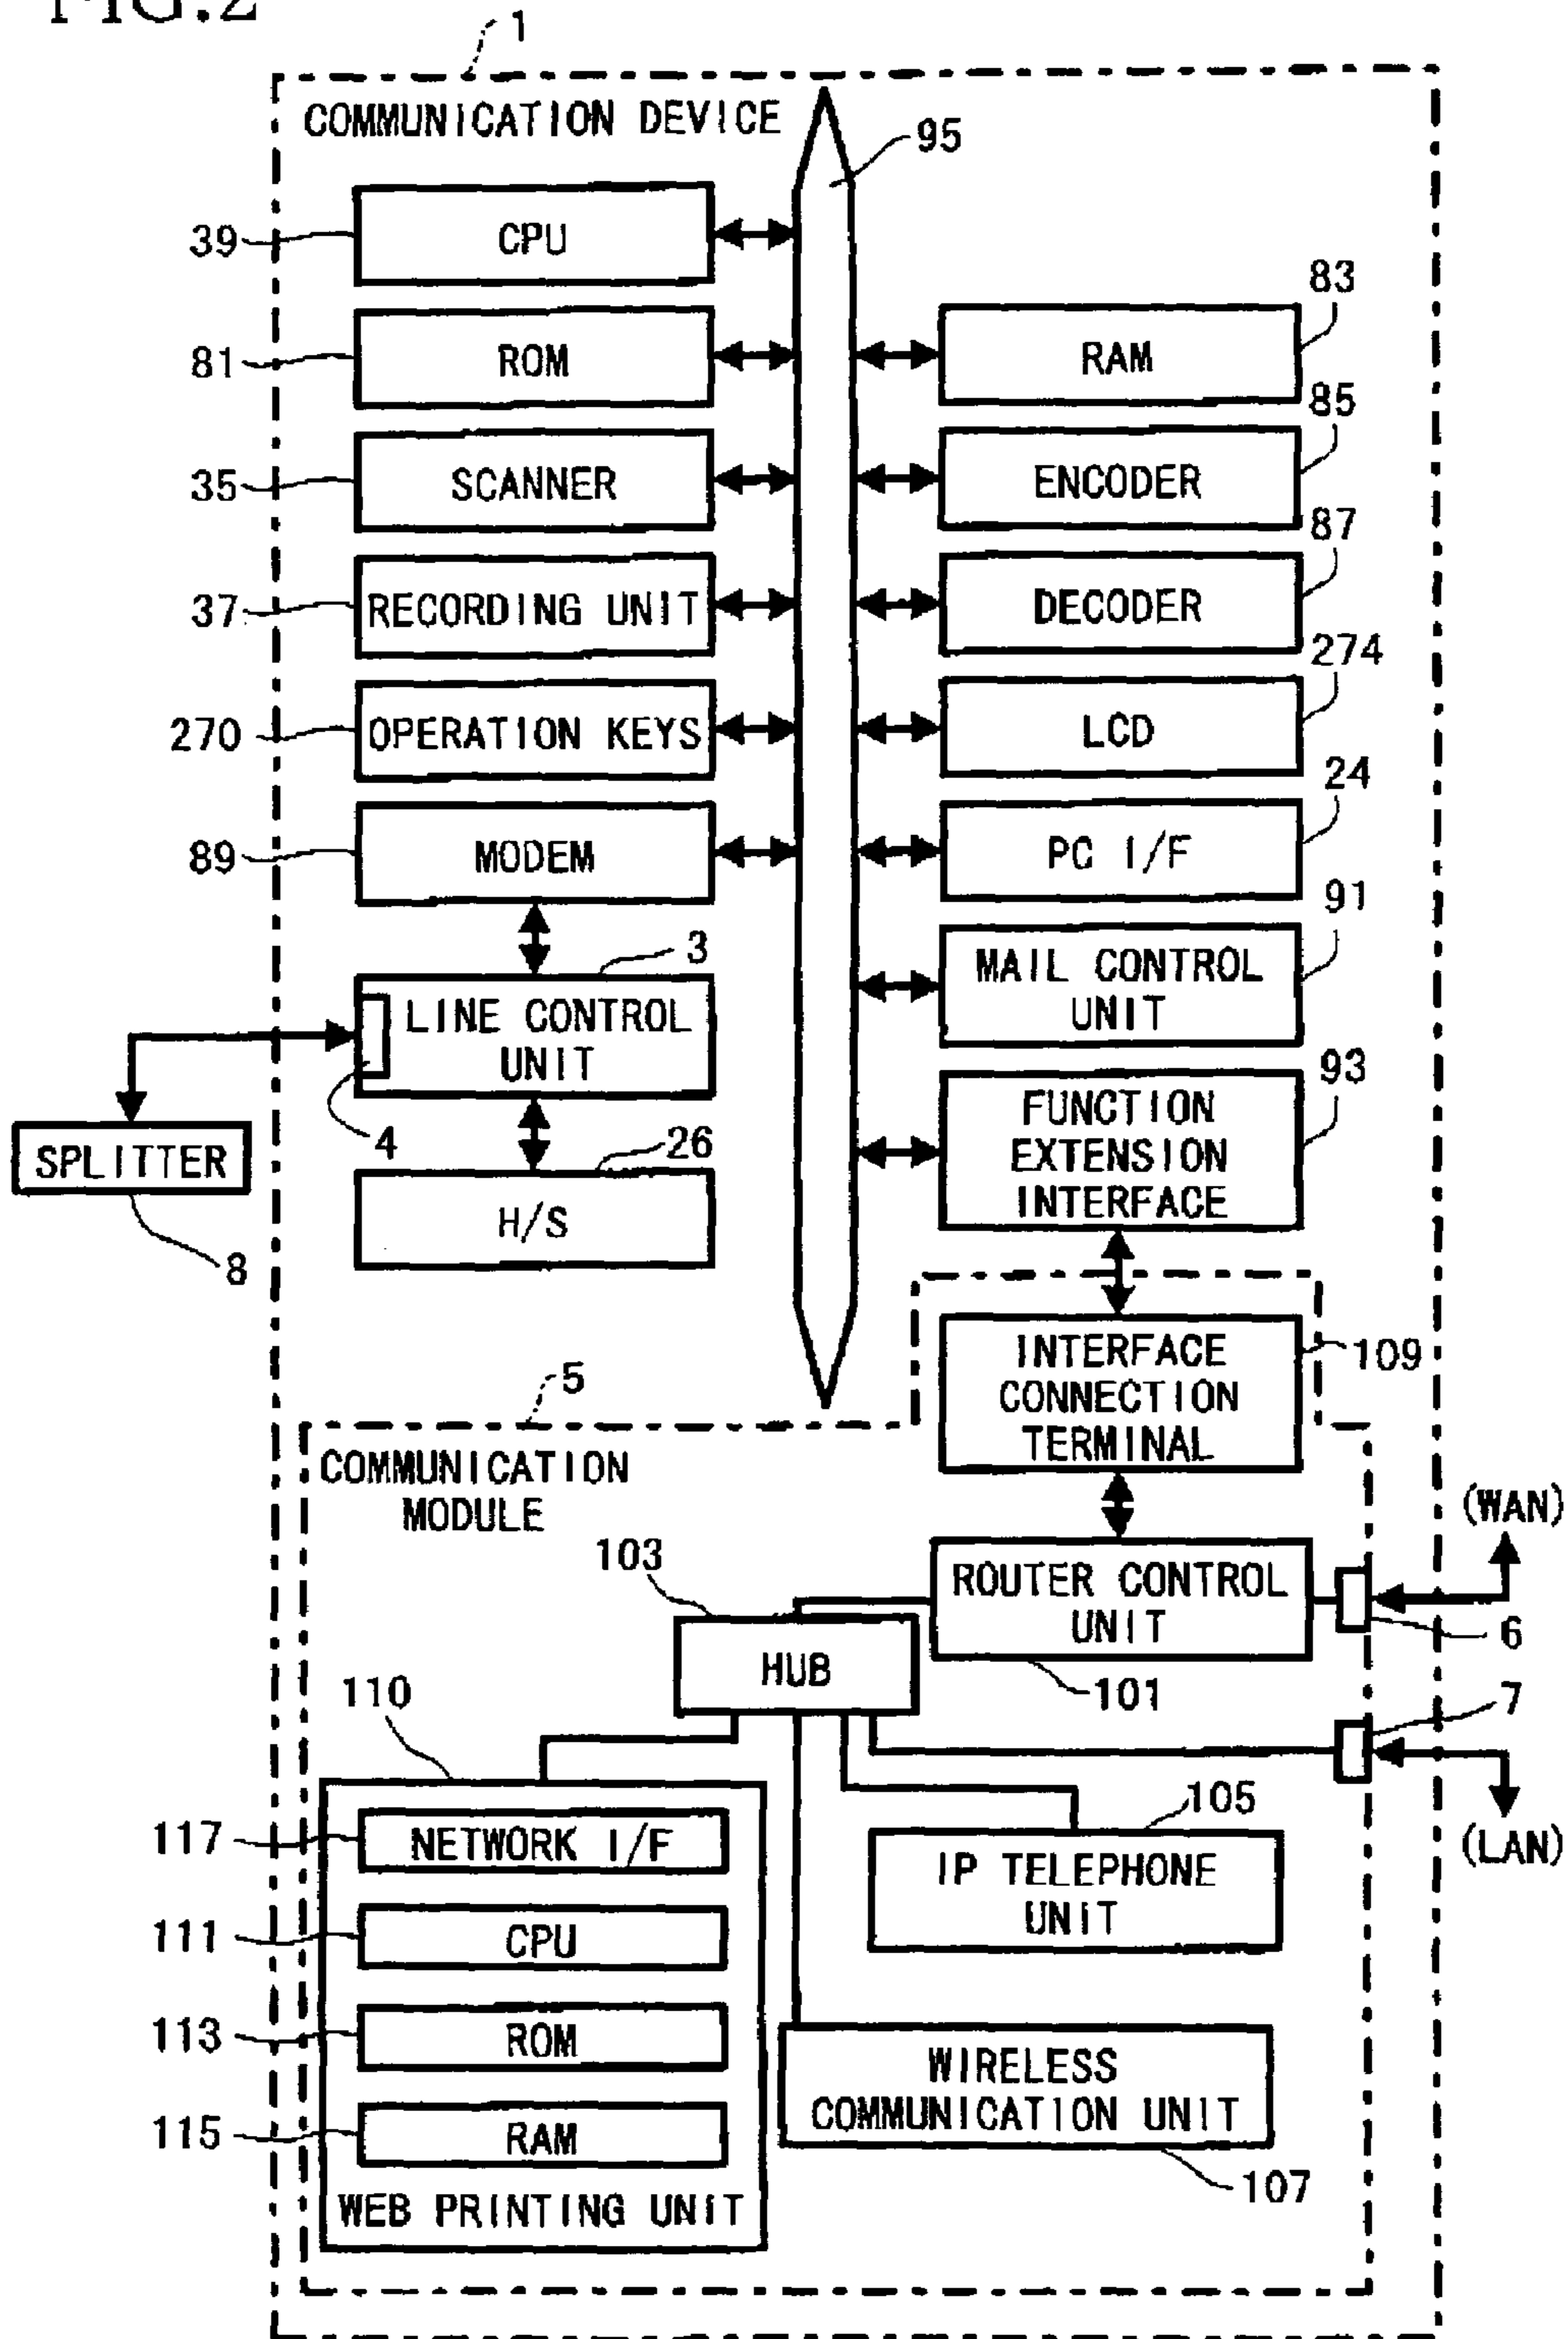 FIG.2
1
COMMUNICATION DEVICE
95
39
CPU
83
81
ROM
RAM
85
35
SCANNER
ENCODER
87
37
RECORDING UNIT
DECODER
274
270
OPERATION KEYS
LCD
24
89
MODEM
PC I/F
91
3
MAIL CONTROL
UNIT
LINE CONTROL
UNIT
93
4
FUNCTION
EXTENSION
INTERFACE
SPLITTER
26
H/S
8
INTERFACE
CONNECTION
TERMINAL
109
5
COMMUNICATION
MODULE
(WAN)
103
ROUTER CONTROL
UNIT
6
HUB
101
7
110
105
117
NETWORK I/F
(LAN)
IP TELEPHONE
UNIT
111
CPU
113
ROM
WIRELESS
COMMUNICATION UNIT
115
RAM
107
WEB PRINTING UNIT